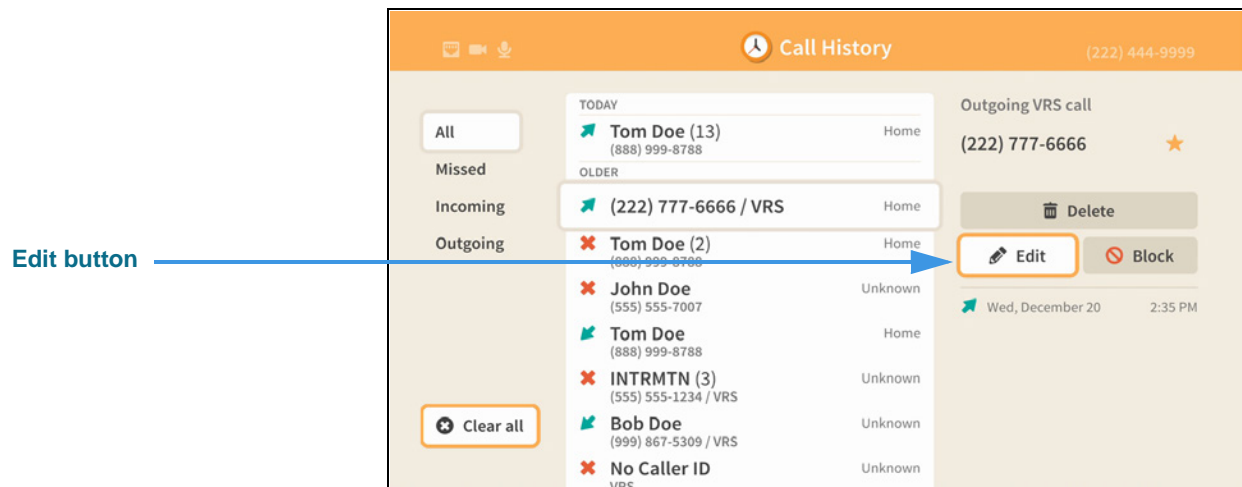 Call History
(222) 444-9999
All
Missed
Incoming
Outgoing
Edit button
Clear all
TODAY
Tom Doe (13) Home
(888) 999-8788
OLDER
(222) 777-6666 / VRS Home
Tom Doe (2) Home
(888) 999-8788
John Doe Unknown
(555) 555-7007
Tom Doe Home
(888) 999-8788
INTRMTN (3) Unknown
(555) 555-1234 / VRS
Bob Doe Unknown
(999) 867-5309 / VRS
No Caller ID Unknown
VRS
Outgoing VRS call
(222) 777-6666
Delete
Edit
Block
Wed, December 20 2:35 PM